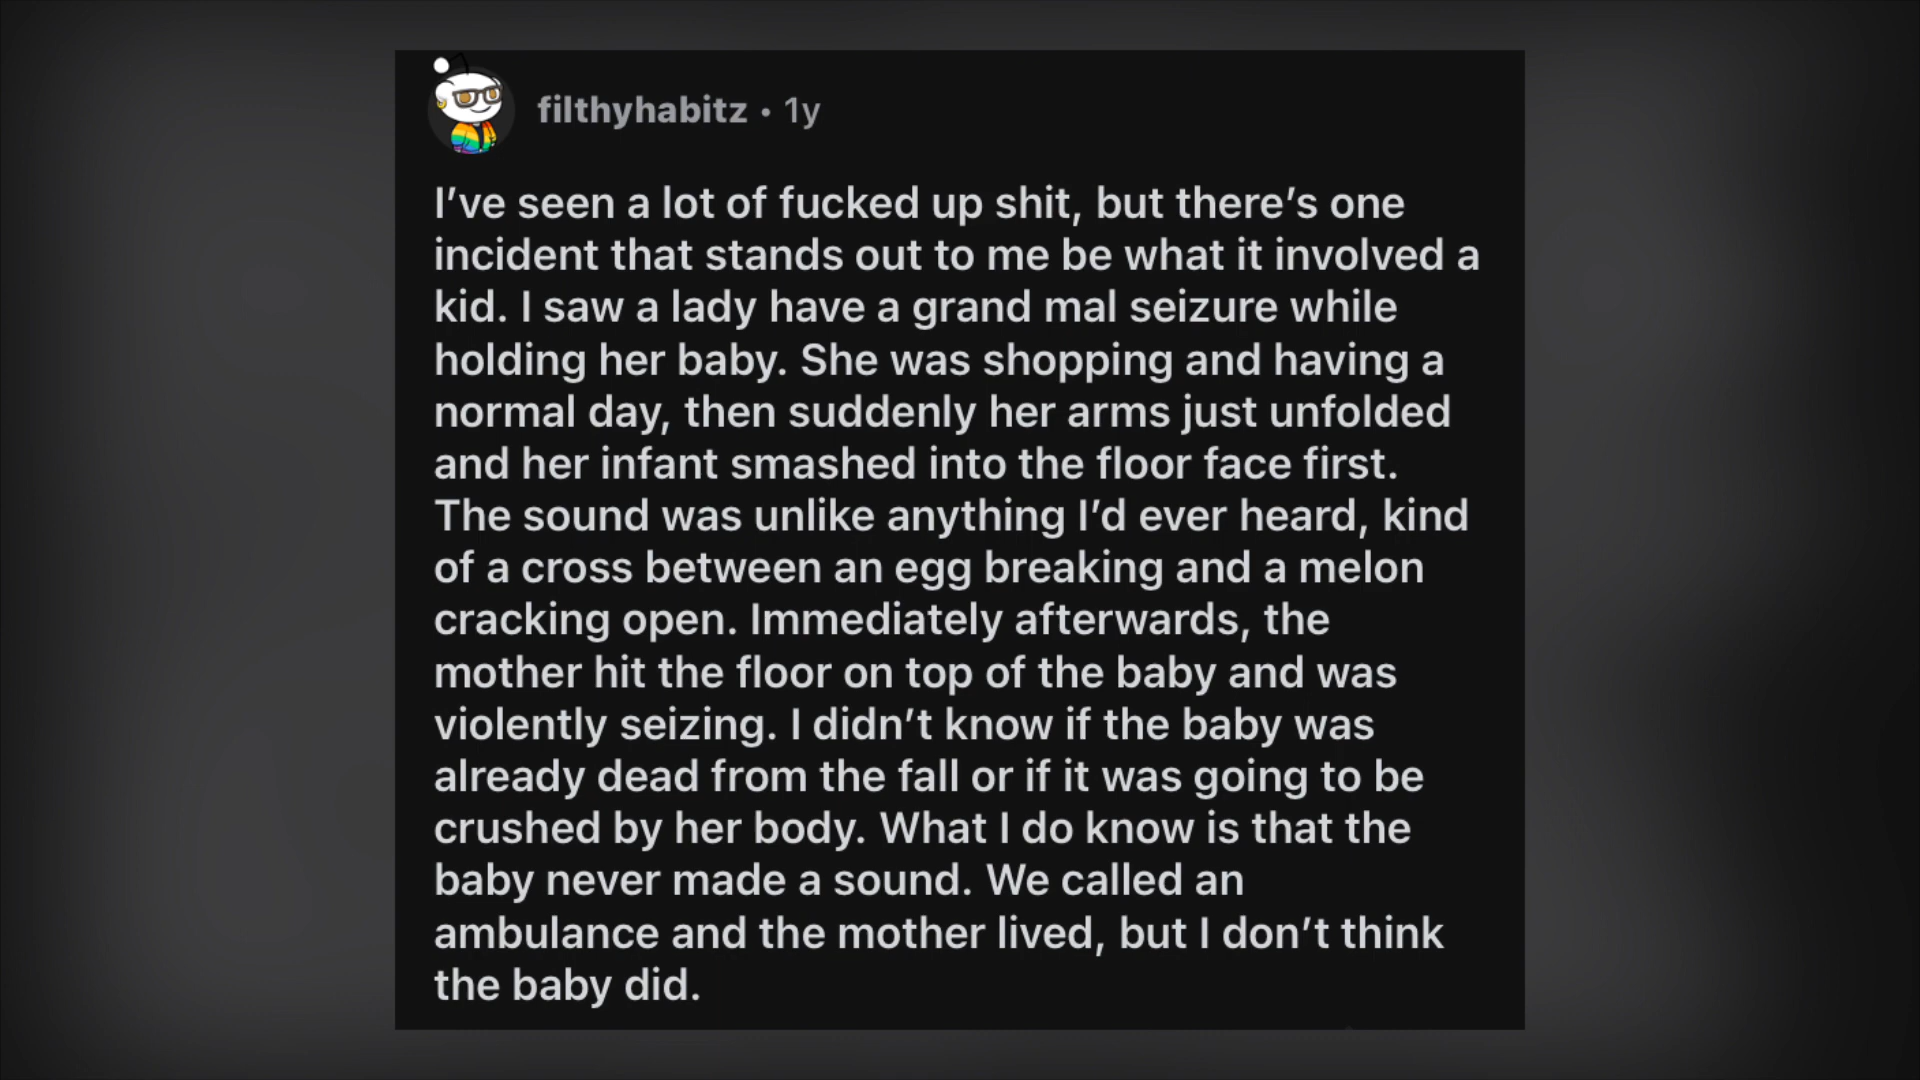 filthyhabitz • 1y
I’ve seen a lot of fucked up shit, but there’s one
incident that stands out to me be what it involved a
kid. I saw a lady have a grand mal seizure while
holding her baby. She was shopping and having a
normal day, then suddenly her arms just unfolded
and her infant smashed into the floor face first.
The sound was unlike anything I’d ever heard, kind
of a cross between an egg breaking and a melon
cracking open. Immediately afterwards, the
mother hit the floor on top of the baby and was
violently seizing. I didn’t know if the baby was
already dead from the fall or if it was going to be
crushed by her body. What I do know is that the
baby never made a sound. We called an
ambulance and the mother lived, but I don’t think
the baby did.